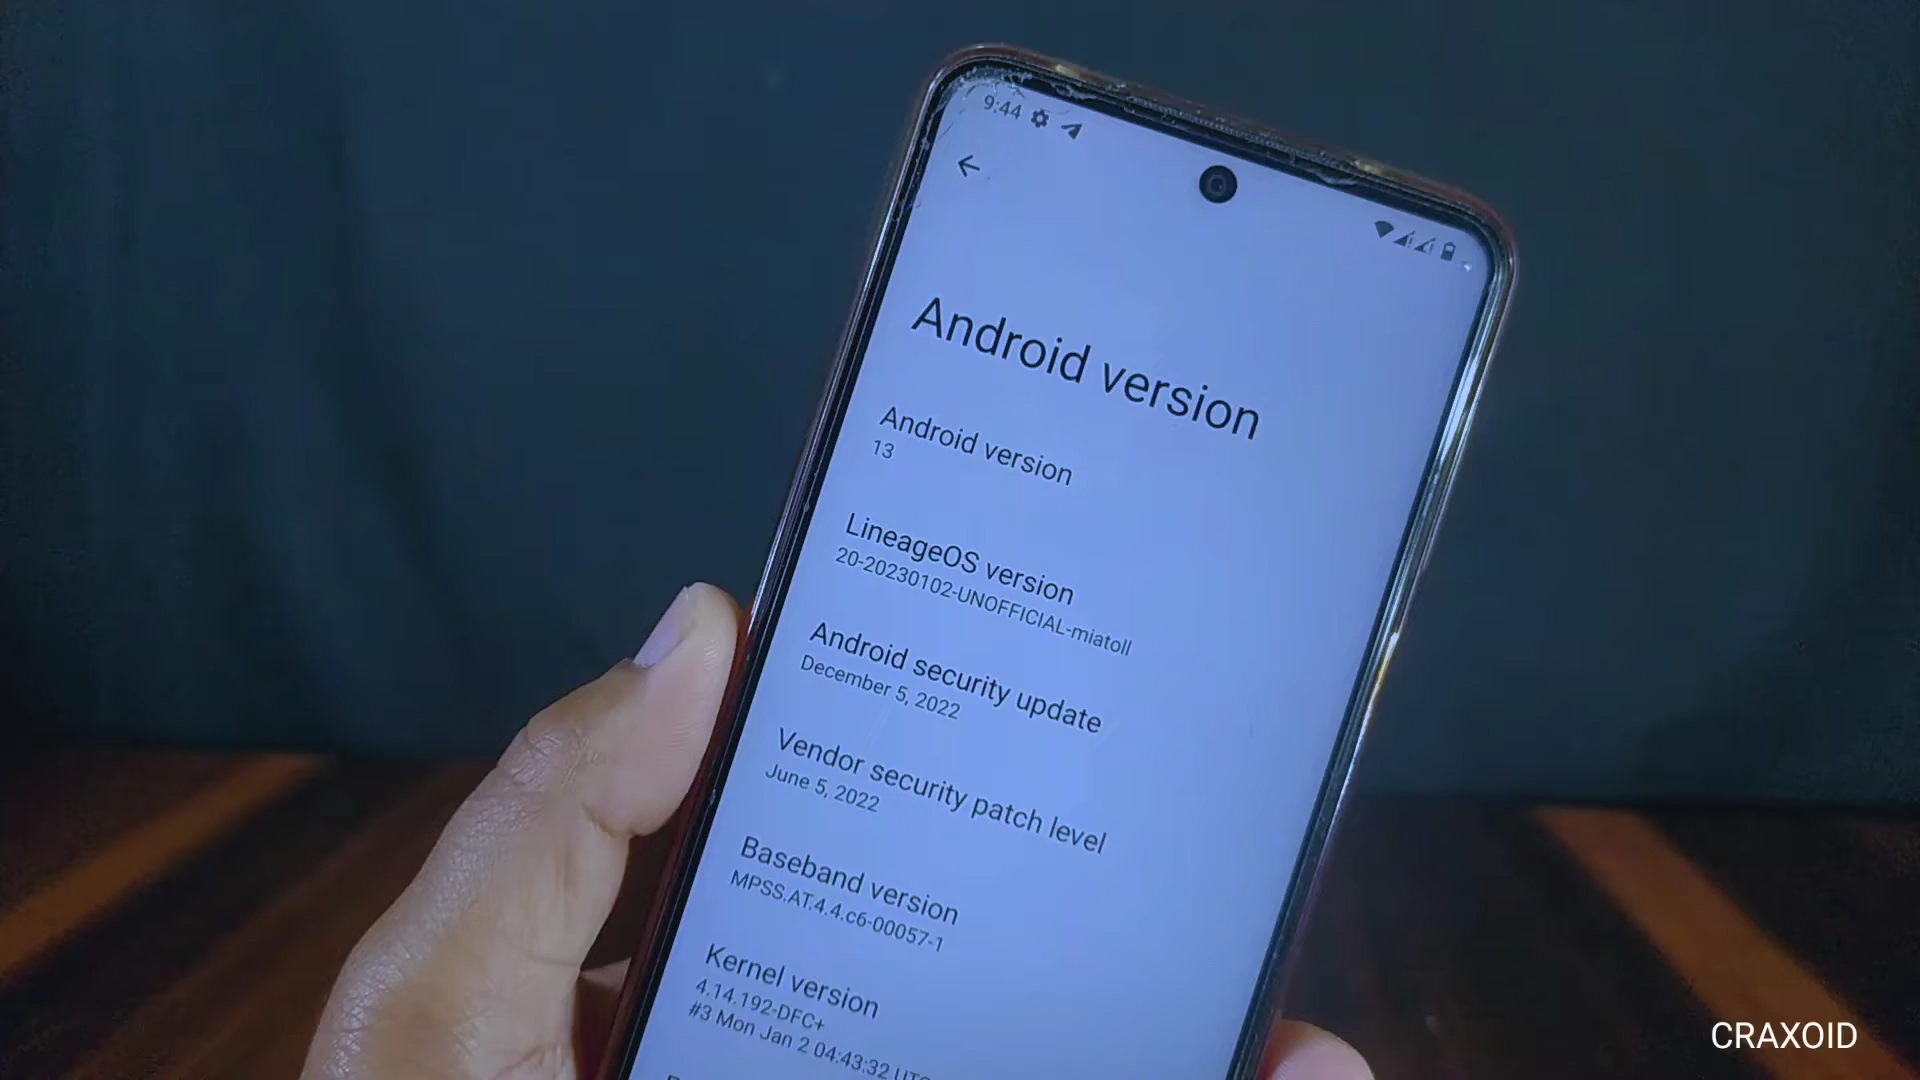 9:44
Android version
Android version
13
LineageOS version
20-20230102-UNOFFICIAL-miatoll
Android security update
December 5, 2022
Vendor security patch level
June 5, 2022
Baseband version
MPSS.AT.4.4.c6-00057-1
Kernel version
4.14.192-DFC+
#3 Mon Jan 2 04:43:32 UTC
CRAXOID